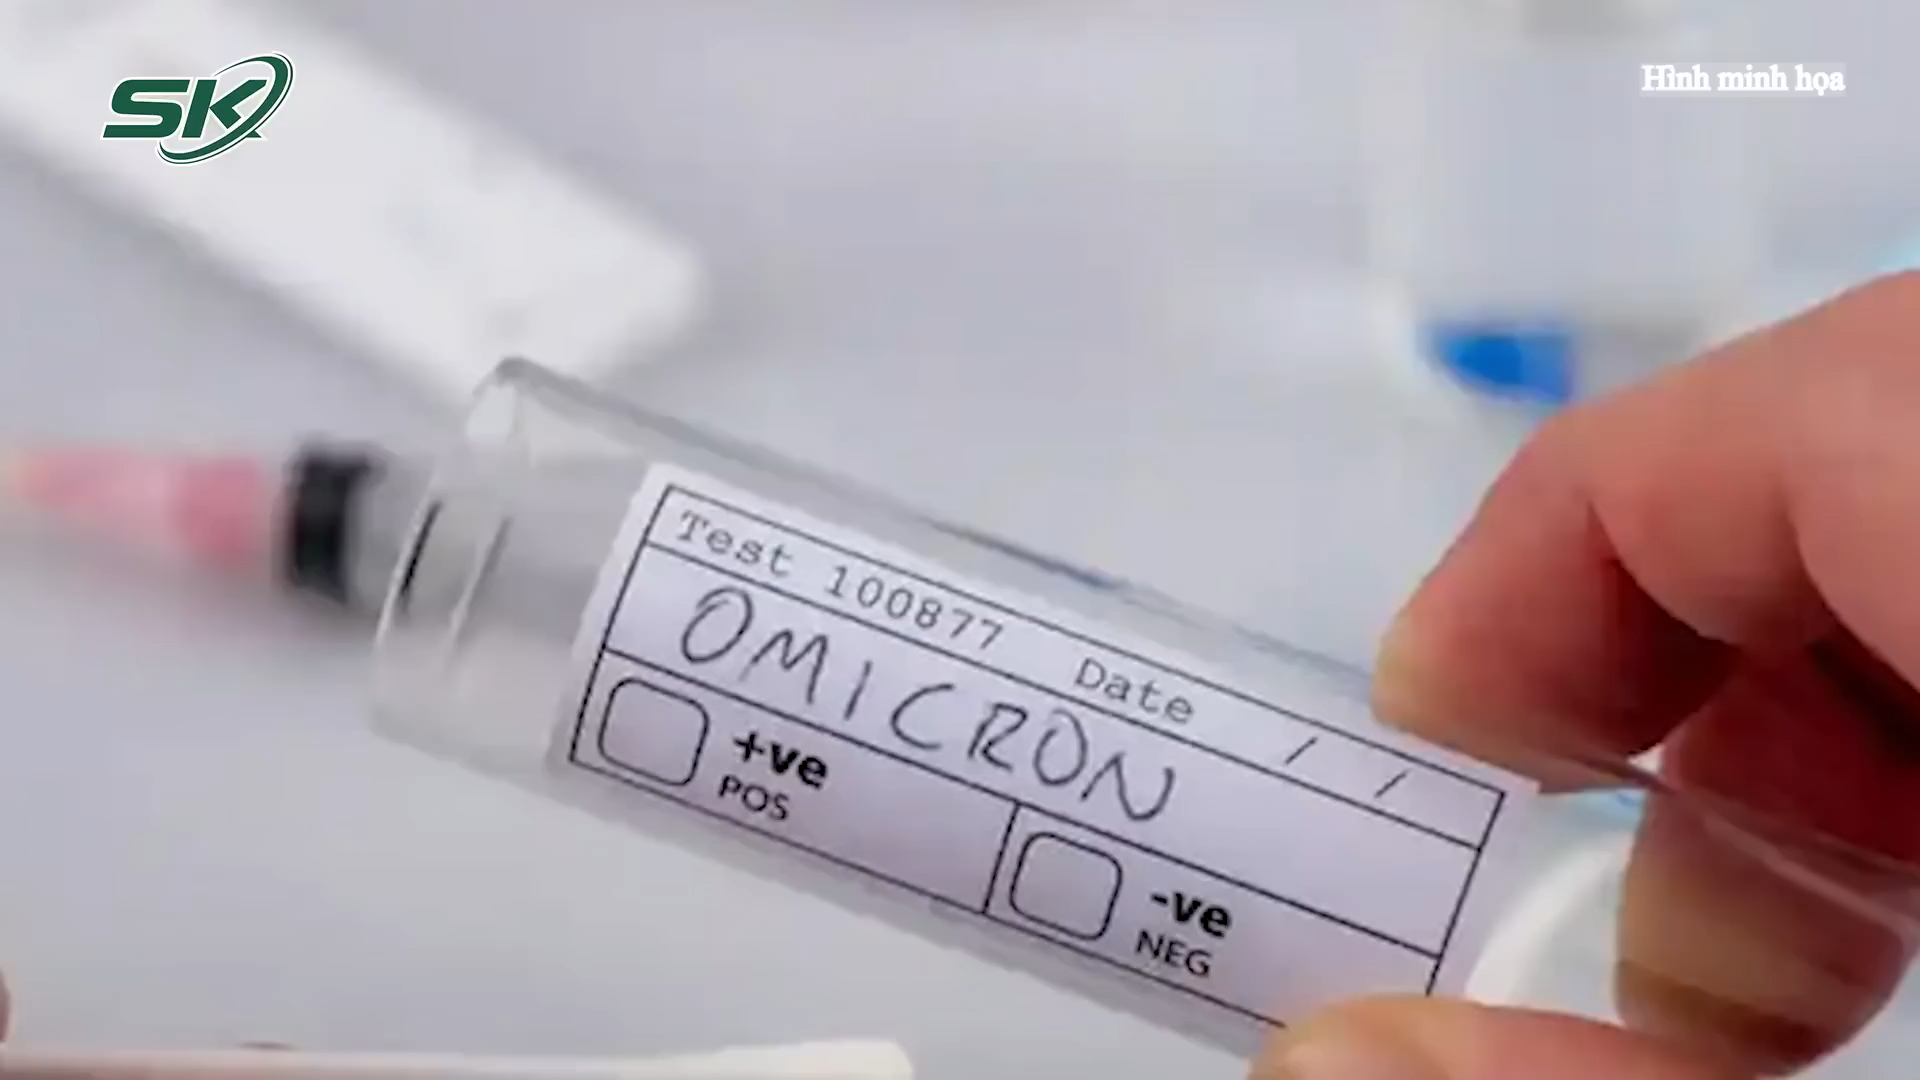 SK
Hình minh họa
Test 100877 Date / /
OMICRON
+ve
POS
-ve
NEG